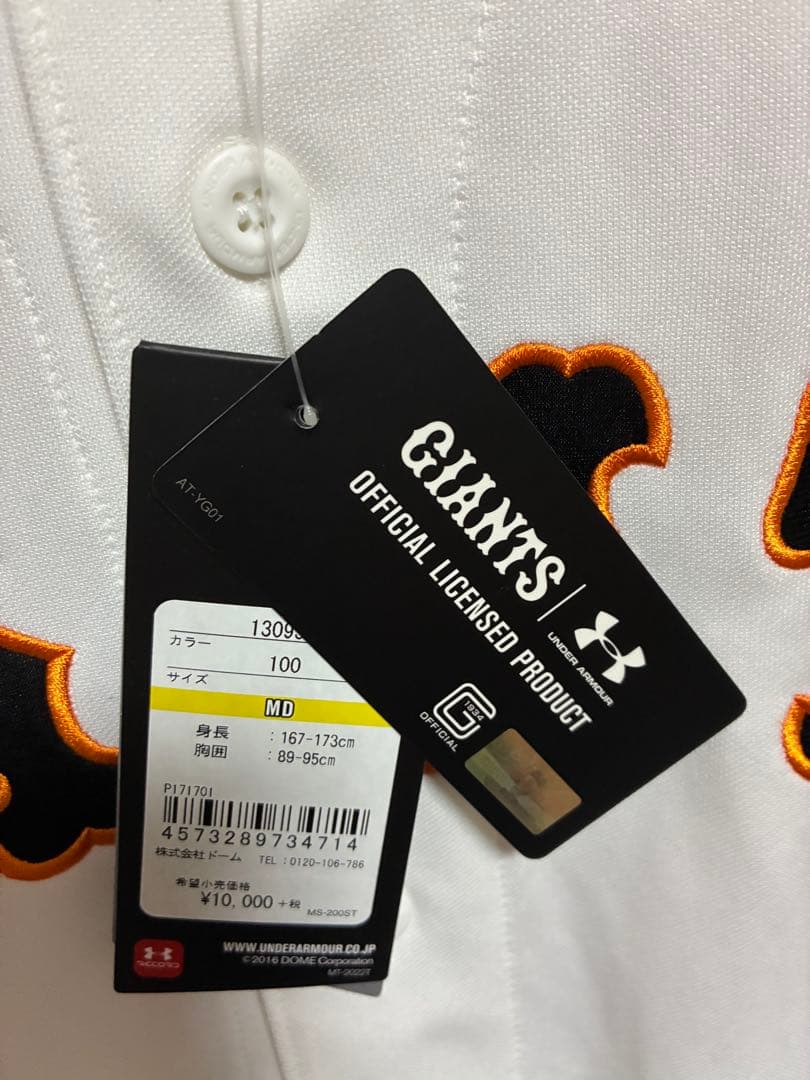 AT-YG01
GIANTS
UNDER ARMOUR
OFFICIAL LICENSED PRODUCT
1934
OFFICIAL
1309
カラー
100
サイズ
MD
身長 : 167-173cm
胸囲 : 89-95cm
P171701
4573289734714
株式会社ドーム TEL:0120-106-786
希望小売価格
¥10,000+税
MS-200ST
WWW.UNDERARMOUR.CO.JP
©2016 DOME Corporation
MT-2022T